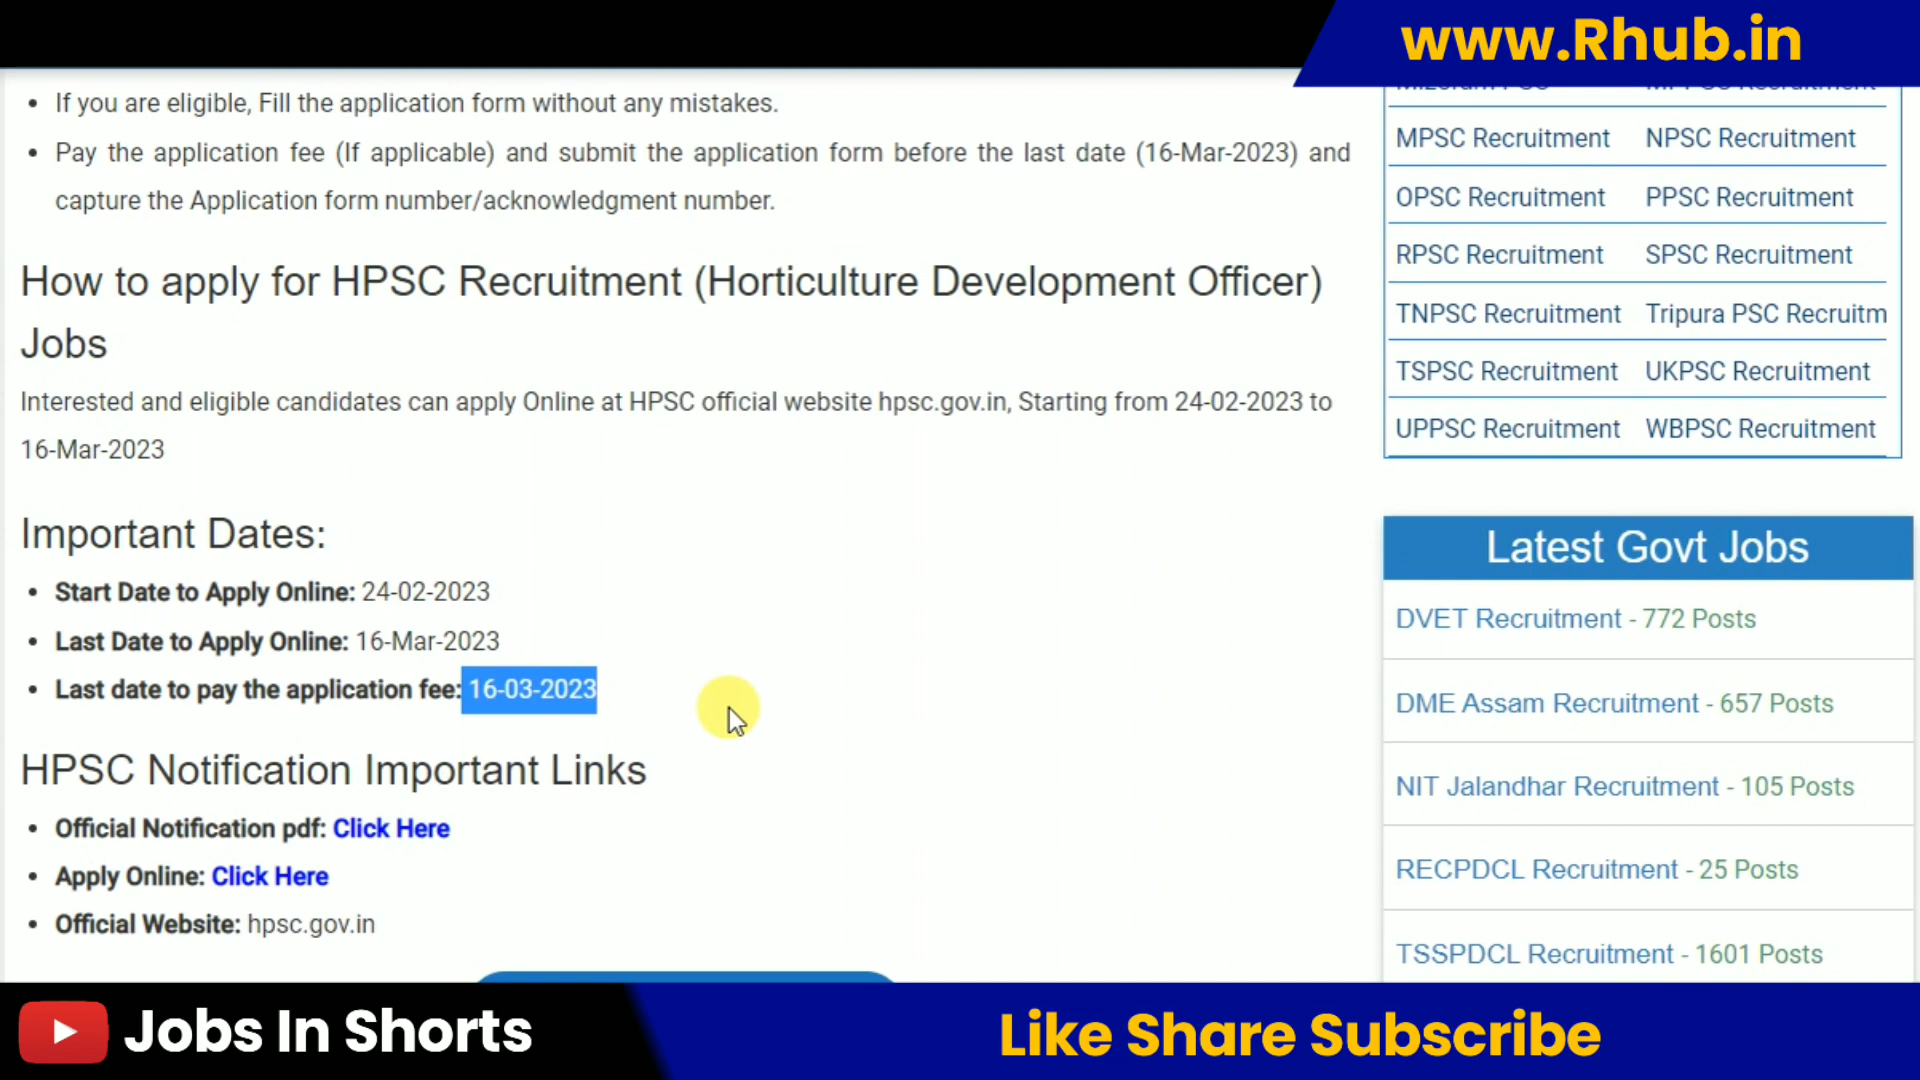 www.Rhub.in
If you are eligible, Fill the application form without any mistakes.
Pay the application fee (If applicable) and submit the application form before the last date (16-Mar-2023) and
capture the Application form number/acknowledgment number.
How to apply for HPSC Recruitment (Horticulture Development Officer)
Jobs
Interested and eligible candidates can apply Online at HPSC official website hpsc.gov.in, Starting from 24-02-2023 to
16-Mar-2023
Important Dates:
Start Date to Apply Online: 24-02-2023
Last Date to Apply Online: 16-Mar-2023
Last date to pay the application fee: 16-03-2023
HPSC Notification Important Links
Official Notification pdf: Click Here
Apply Online: Click Here
Official Website: hpsc.gov.in
MPSC Recruitment NPSC Recruitment
OPSC Recruitment PPSC Recruitment
RPSC Recruitment SPSC Recruitment
TNPSC Recruitment Tripura PSC Recruitm
TSPSC Recruitment UKPSC Recruitment
UPPSC Recruitment WBPSC Recruitment
Latest Govt Jobs
DVET Recruitment - 772 Posts
DME Assam Recruitment - 657 Posts
NIT Jalandhar Recruitment - 105 Posts
RECPDCL Recruitment - 25 Posts
TSSPDCL Recruitment - 1601 Posts
Jobs In Shorts
Like Share Subscribe